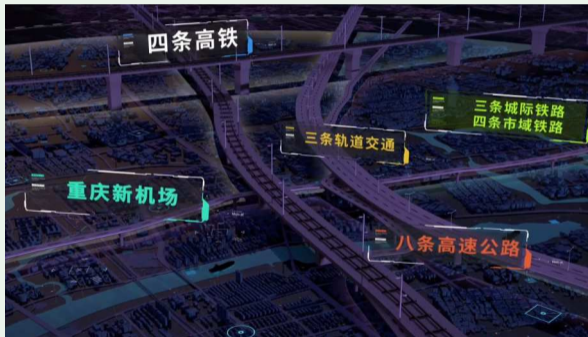 四条高铁
三条城际铁路
四条市域铁路
三条轨道交通
重庆新机场
八条高速公路